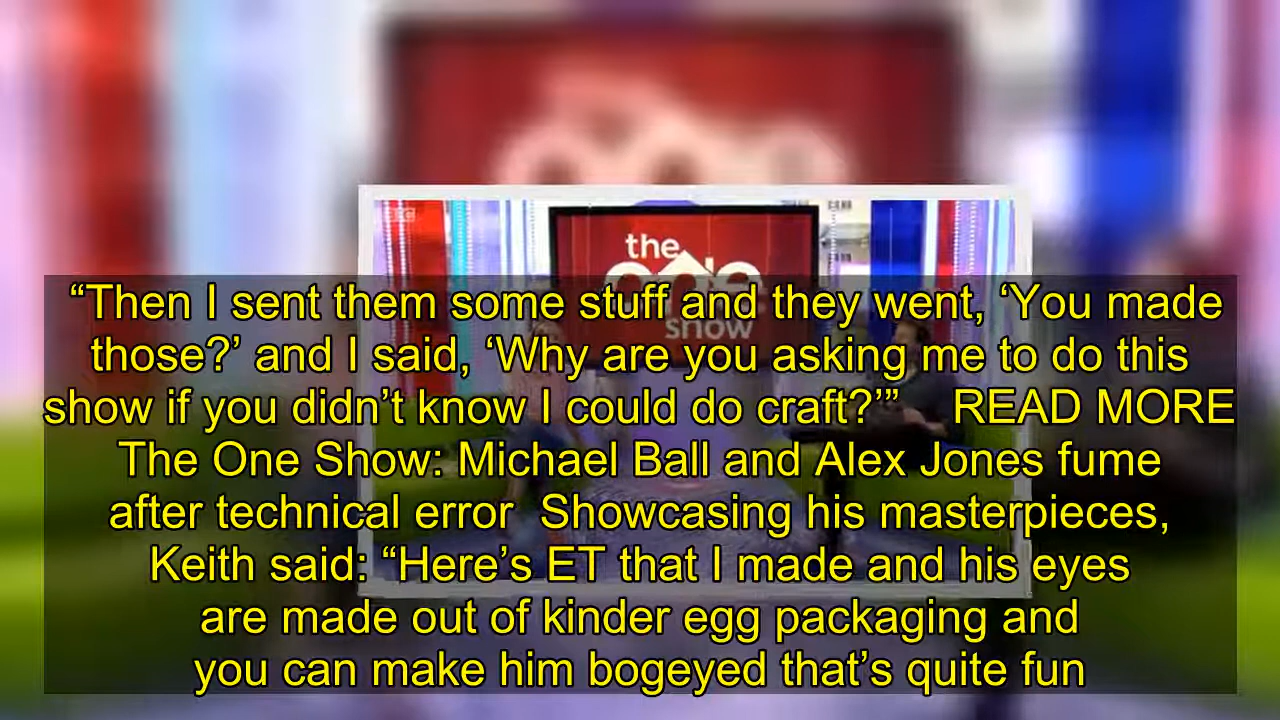 the
one
show
“Then I sent them some stuff and they went, ‘You made
those?’ and I said, ‘Why are you asking me to do this
show if you didn’t know I could do craft?’” READ MORE
The One Show: Michael Ball and Alex Jones fume
after technical error Showcasing his masterpieces,
Keith said: “Here’s ET that I made and his eyes
are made out of kinder egg packaging and
you can make him bogeyed that’s quite fun